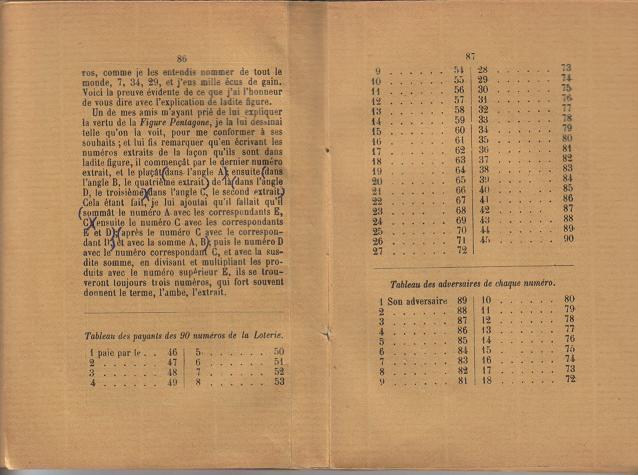 86
ros, comme je les entendis nommer de tout le
monde, 7, 34, 29, et j'eus mille écus de gain.
Voici la preuve évidente de ce que j'ai l'honneur
de vous dire avec l'explication de ladite figure.
Un de mes amis m'ayant prié de lui expliquer
la vertu de la Figure Pentagone, je la lui dessinai
telle qu'on la voit, pour me conformer à ses
souhaits ; et lui fis remarquer qu'en écrivant les
numéros extraits de la façon qu'ils sont dans
ladite figure, il commençât par le dernier numéro
extrait, et le plaçât (dans l'angle A) ensuite (dans
l'angle B, le quatrième extrait) de là (dans l'angle
D, le troisième) (dans l'angle C, le second extrait)
Cela étant fait, je lui ajoutai qu'il fallait qu'il
(sommât le numéro A avec les correspondants E,
C) (ensuite le numéro C avec les correspondants
E et D) ; (après le numéro C avec le correspon-
dant D) ; et avec la somme A, B) ; puis le numéro D
avec le numéro correspondant C, et avec la sus-
dite somme, en divisant et multipliant les pro-
duits avec le numéro supérieur E, ils se trou-
veront toujours trois numéros, qui fort souvent
donnent le terme, l'ambe, l'extrait.
Tableau des payants des 90 numéros de la Loterie.
1 paie par le . . 46 | 5 . . . . . . 50
2 . . . . . . 47 | 6 . . . . . . 51
3 . . . . . . 48 | 7 . . . . . . 52
4 . . . . . . 49 | 8 . . . . . . 53
87
9 . . . . . . 54 | 28 . . . . . . 73
10 . . . . . . 55 | 29 . . . . . . 74
11 . . . . . . 56 | 30 . . . . . . 75
12 . . . . . . 57 | 31 . . . . . . 76
13 . . . . . . 58 | 32 . . . . . . 77
14 . . . . . . 59 | 33 . . . . . . 78
15 . . . . . . 60 | 34 . . . . . . 79
16 . . . . . . 61 | 35 . . . . . . 80
17 . . . . . . 62 | 36 . . . . . . 81
18 . . . . . . 63 | 37 . . . . . . 82
19 . . . . . . 64 | 38 . . . . . . 83
20 . . . . . . 65 | 39 . . . . . . 84
21 . . . . . . 66 | 40 . . . . . . 85
22 . . . . . . 67 | 41 . . . . . . 86
23 . . . . . . 68 | 42 . . . . . . 87
24 . . . . . . 69 | 43 . . . . . . 88
25 . . . . . . 70 | 44 . . . . . . 89
26 . . . . . . 71 | 45 . . . . . . 90
27 . . . . . . 72
Tableau des adversaires de chaque numéro.
1 Son adversaire 89 | 10 . . . . . . 80
2 . . . . . . 88 | 11 . . . . . . 79
3 . . . . . . 87 | 12 . . . . . . 78
4 . . . . . . 86 | 13 . . . . . . 77
5 . . . . . . 85 | 14 . . . . . . 76
6 . . . . . . 84 | 15 . . . . . . 75
7 . . . . . . 83 | 16 . . . . . . 74
8 . . . . . . 82 | 17 . . . . . . 73
9 . . . . . . 81 | 18 . . . . . . 72